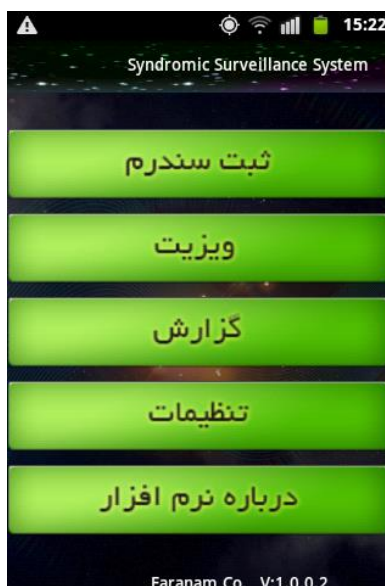 15:22
Syndromic Surveillance System
ثبت سندرم
ویزیت
گزارش
تنظیمات
درباره نرم افزار
Faranam Co. V:1.0.0.2